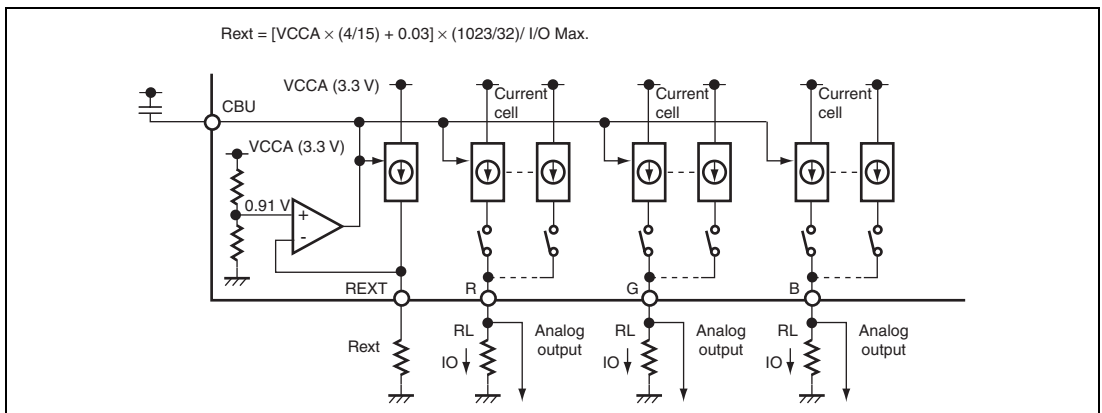 Rext = [VCCA × (4/15) + 0.03] × (1023/32)/ I/O Max.
VCCA (3.3 V)
Current
cell
Current
cell
Current
cell
CBU
VCCA (3.3 V)
0.91 V
+
-
REXT
R
G
B
Rext
RL
IO
Analog
output
RL
IO
Analog
output
RL
IO
Analog
output